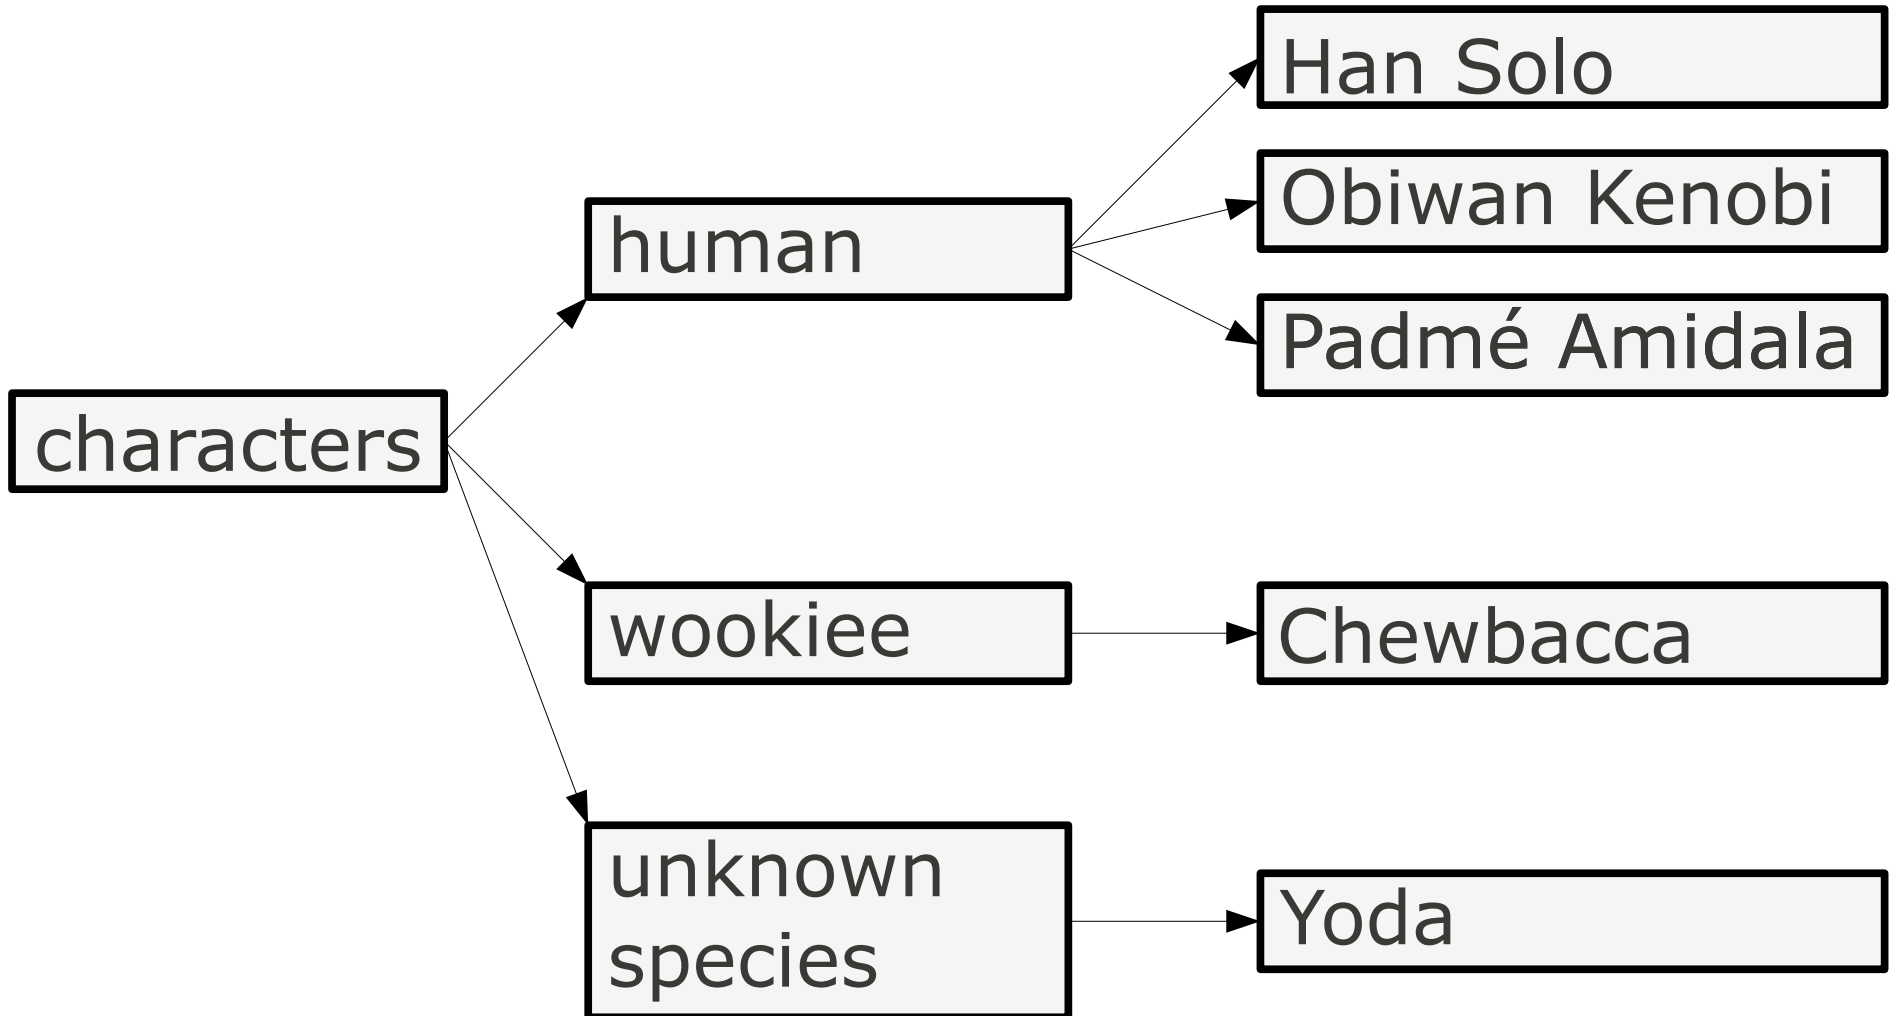 characters
human
Han Solo
Obiwan Kenobi
Padmé Amidala
wookiee
Chewbacca
unknown
species
Yoda